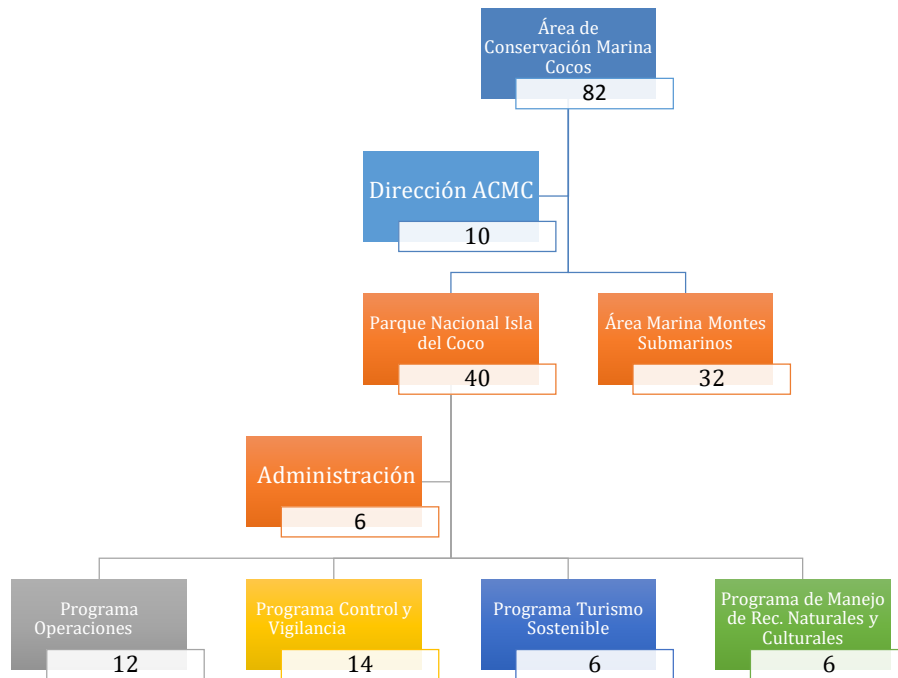 Área de
Conservación Marina
Cocos
82
Dirección ACMC
10
Parque Nacional Isla
del Coco
40
Área Marina Montes
Submarinos
32
Administración
6
Programa
Operaciones
12
Programa Control y
Vigilancia
14
Programa Turismo
Sostenible
6
Programa de Manejo
de Rec. Naturales y
Culturales
6